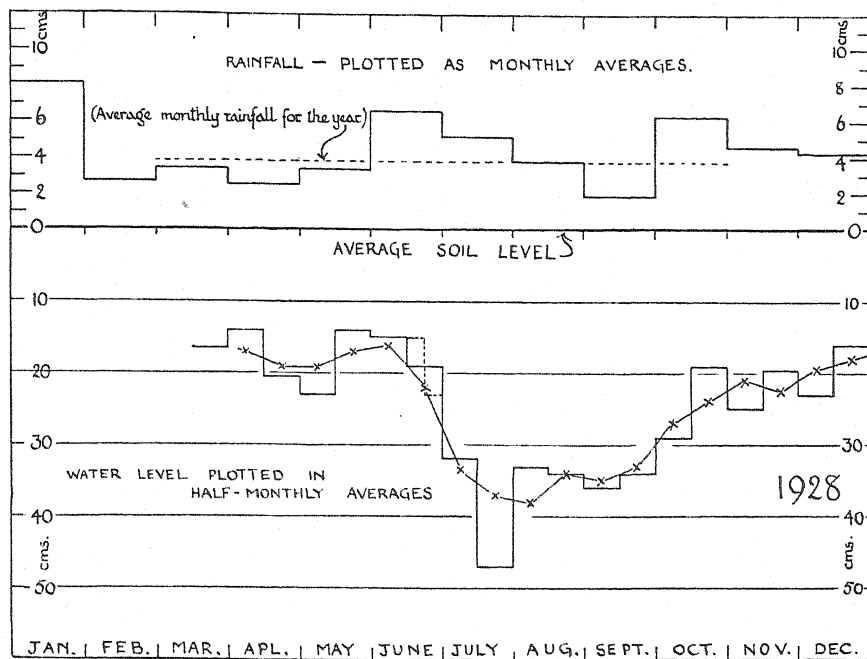 10 cms.
10 cms.
RAINFALL — PLOTTED AS MONTHLY AVERAGES.
8
6
(Average monthly rainfall for the year)
6
4
4
2
2
0
0
AVERAGE SOIL LEVEL
10
10
20
20
30
30
WATER LEVEL PLOTTED IN
HALF-MONTHLY AVERAGES
1928
40
40
cms.
cms.
50
50
JAN. FEB. MAR. APL. MAY JUNE JULY AUG. SEPT. OCT. NOV. DEC.